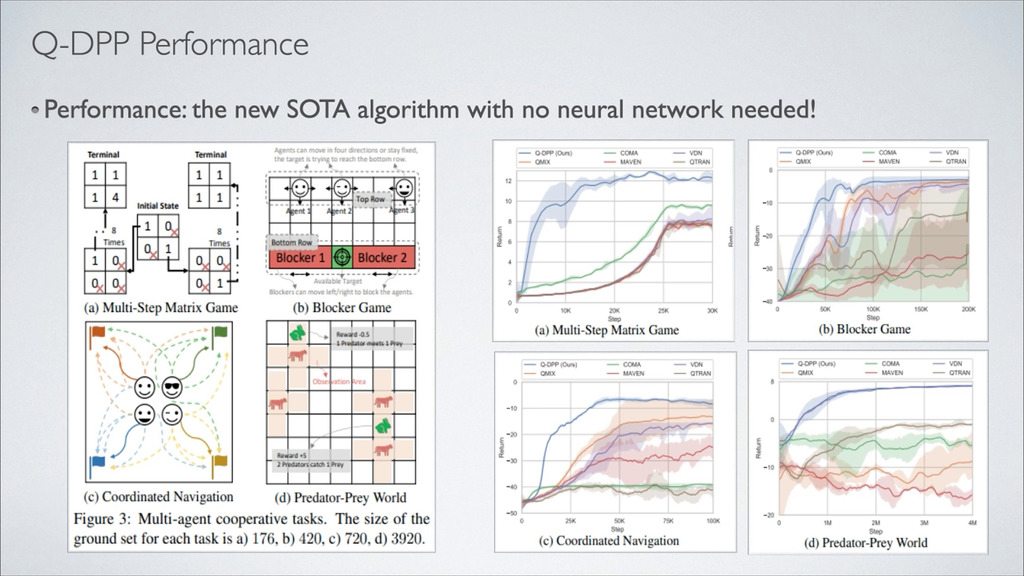 Q-DPP Performance
• Performance: the new SOTA algorithm with no neural network needed!
Terminal
Terminal
1 1
1 4
1 1
1 1
Initial State
1 0
0 1
8
Times
8
Times
1 0
0 0
0 0
0 1
(a) Multi-Step Matrix Game
Agents can move in four directions or stay fixed,
the target is trying to reach the bottom row.
Agent 1
Agent 2
Agent 3
Top Row
Bottom Row
Blocker 1
Blocker 2
Available Target
Blockers can move left/right to block the agents.
(b) Blocker Game
(c) Coordinated Navigation
Reward -0.5
1 Predator meets 1 Prey
Observation Area
Reward +5
2 Predators catch 1 Prey
(d) Predator-Prey World
Figure 3: Multi-agent cooperative tasks. The size of the
ground set for each task is a) 176, b) 420, c) 720, d) 3920.
Q-DPP (Ours) COMA VDN
QMIX MAVEN QTRAN
Return
12
10
8
6
4
2
0
0 10K 20K 30K
Step
(a) Multi-Step Matrix Game
Q-DPP (Ours) COMA VDN
QMIX MAVEN QTRAN
Return
0
−10
−20
−30
−40
0 50K 100K 150K 200K
Step
(b) Blocker Game
Q-DPP (Ours) COMA VDN
QMIX MAVEN QTRAN
Return
0
−10
−20
−30
−40
−50
0 25K 50K 75K 100K
Step
(c) Coordinated Navigation
Q-DPP (Ours) COMA VDN
QMIX MAVEN QTRAN
Return
0
−10
−20
0 1M 2M 3M 4M
Step
(d) Predator-Prey World